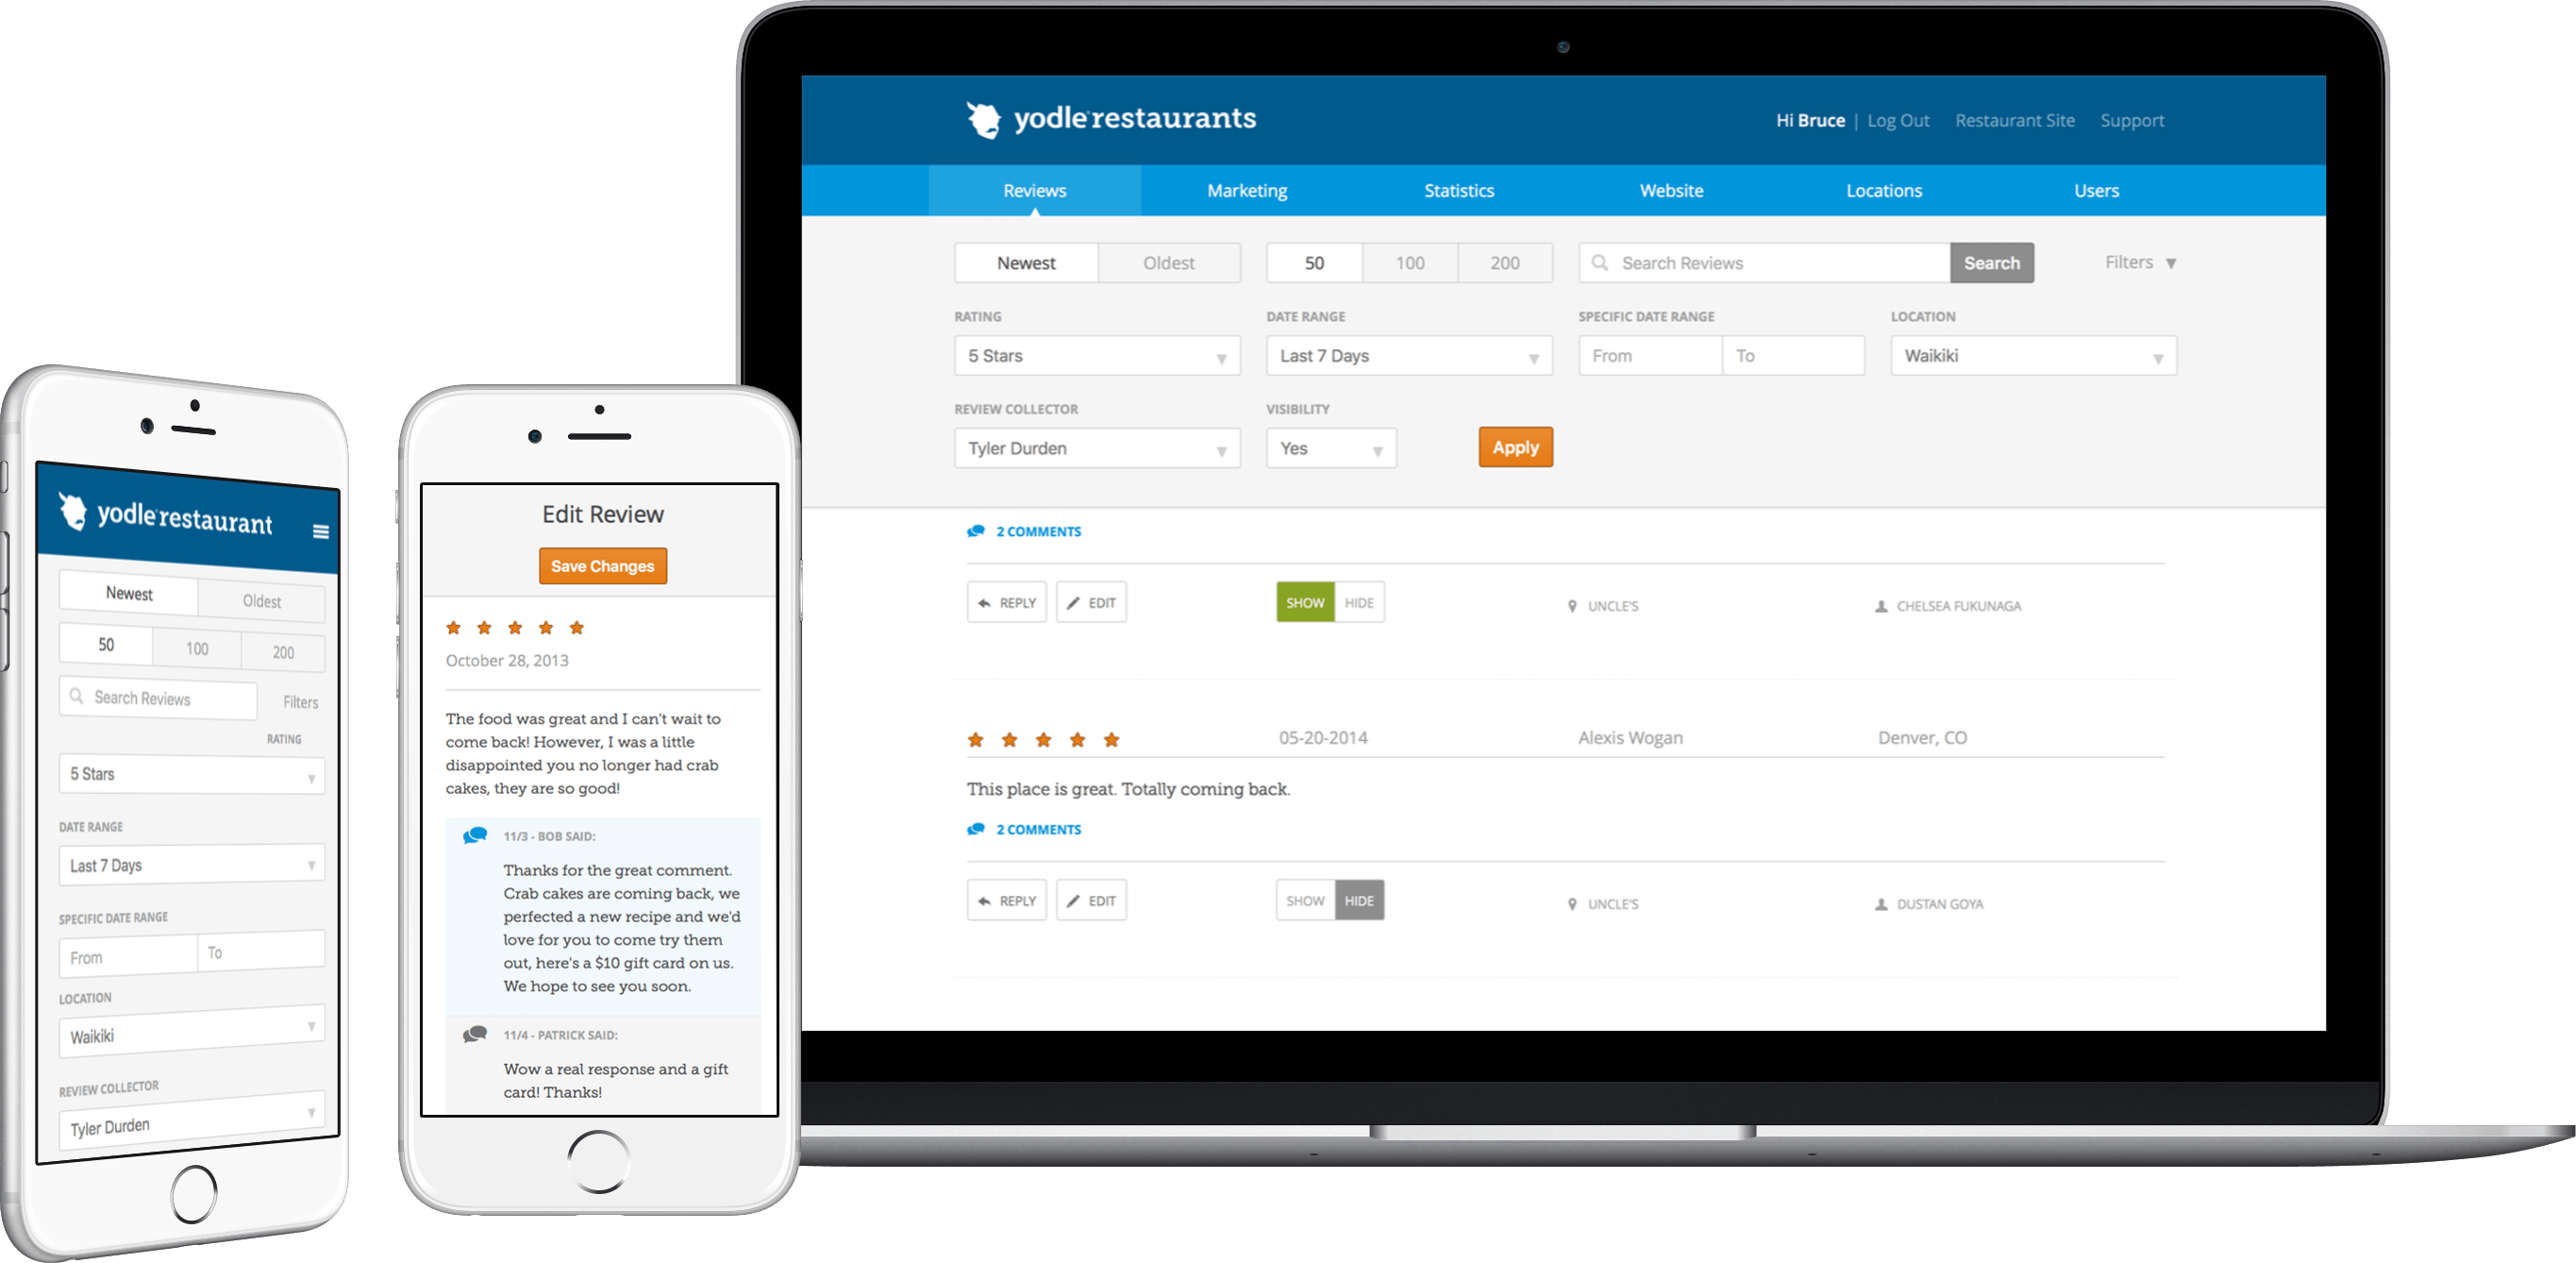 yodle restaurant
Newest Oldest
50 100 200
Search Reviews Filters
RATING
5 Stars
DATE RANGE
Last 7 Days
SPECIFIC DATE RANGE
From To
LOCATION
Waikiki
REVIEW COLLECTOR
Tyler Durden
Edit Review
Save Changes
October 28, 2013
The food was great and I can't wait to
come back! However, I was a little
disappointed you no longer had crab
cakes, they are so good!
11/3 - BOB SAID:
Thanks for the great comment.
Crab cakes are coming back, we
perfected a new recipe and we'd
love for you to come try them
out, here's a $10 gift card on us.
We hope to see you soon.
11/4 - PATRICK SAID:
Wow a real response and a gift
card! Thanks!
yodle restaurants
Hi Bruce | Log Out Restaurant Site Support
Reviews Marketing Statistics Website Locations Users
Newest Oldest 50 100 200 Search Reviews Search Filters
RATING DATE RANGE SPECIFIC DATE RANGE LOCATION
5 Stars Last 7 Days From To Waikiki
REVIEW COLLECTOR VISIBILITY
Tyler Durden Yes Apply
2 COMMENTS
REPLY EDIT SHOW HIDE UNCLE'S CHELSEA FUKUNAGA
05-20-2014 Alexis Wogan Denver, CO
This place is great. Totally coming back.
2 COMMENTS
REPLY EDIT SHOW HIDE UNCLE'S DUSTAN GOYA